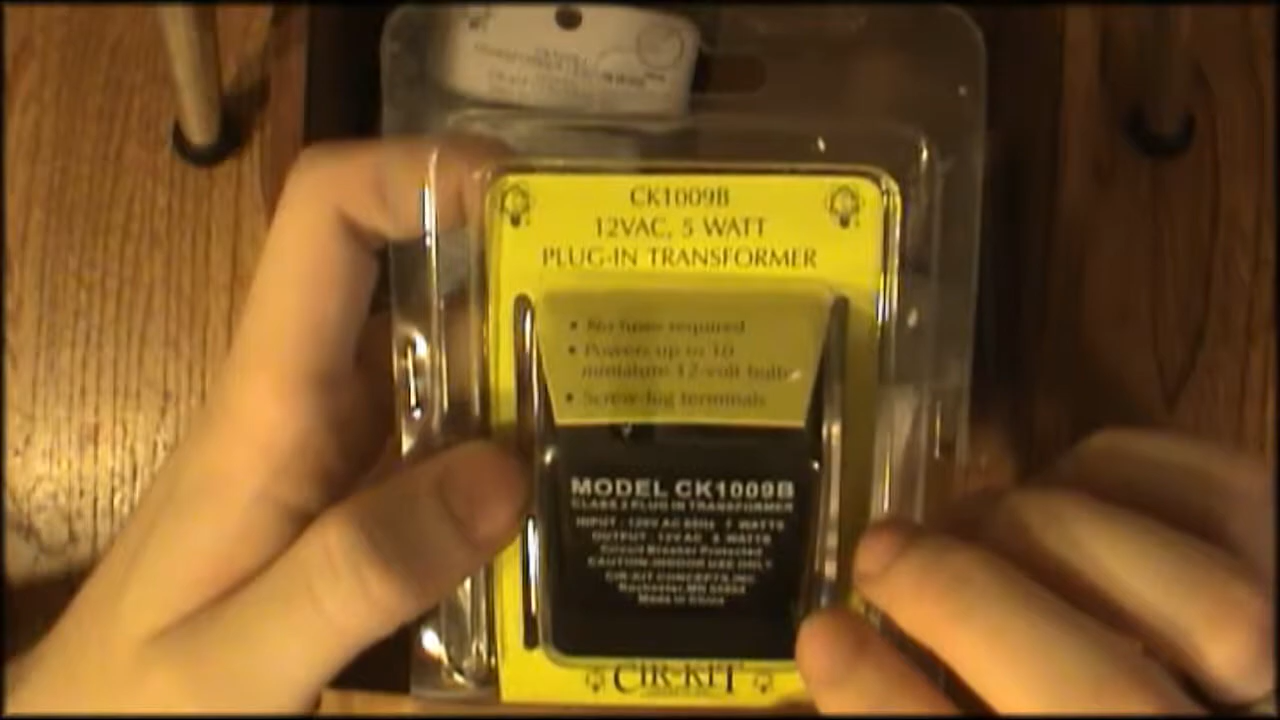 CK1009B
12VAC, 5 WATT
PLUG-IN TRANSFORMER
• No fuses required
• Powers up to 10
miniature 12-volt bulbs
• Screw-lug terminals
MODEL CK1009B
CLASS 2 PLUG IN TRANSFORMER
INPUT : 120V AC 60Hz 7 WATTS
OUTPUT : 12V AC 5 WATTS
Circuit Breaker Protected
CAUTION-INDOOR USE ONLY
CIR-KIT CONCEPTS, INC.
Rochester, MN
Made in China
CIR-KIT